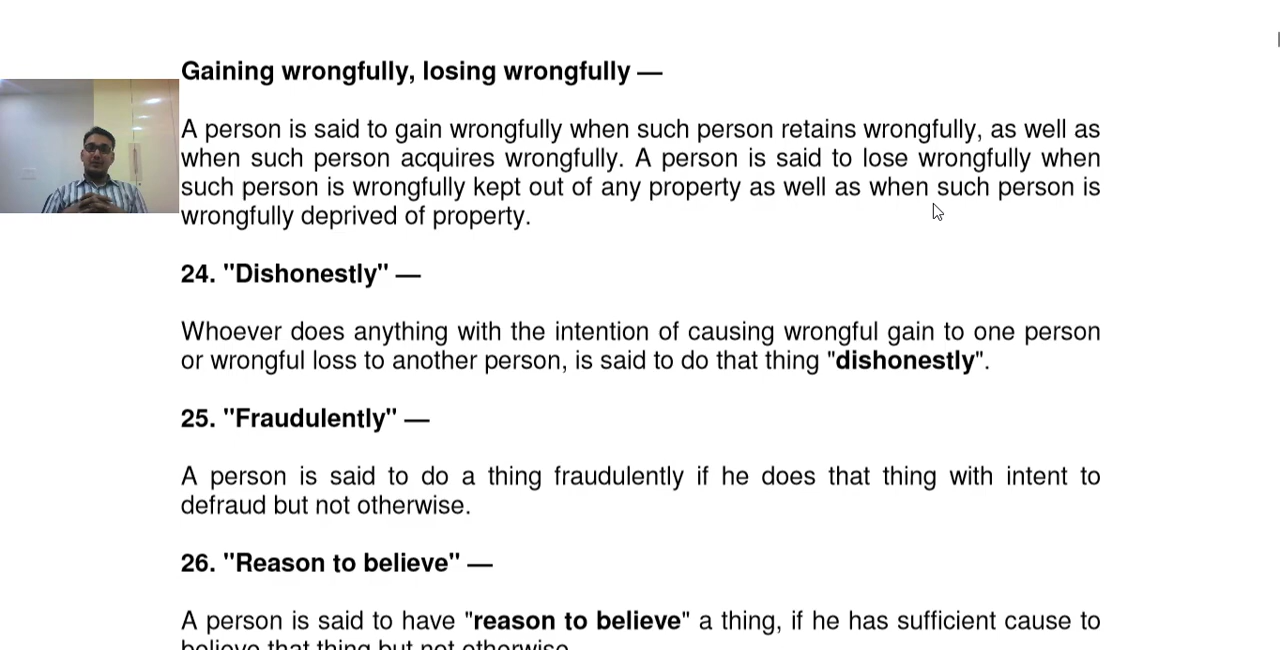 Gaining wrongfully, losing wrongfully —
A person is said to gain wrongfully when such person retains wrongfully, as well as
when such person acquires wrongfully. A person is said to lose wrongfully when
such person is wrongfully kept out of any property as well as when such person is
wrongfully deprived of property.
24. "Dishonestly" —
Whoever does anything with the intention of causing wrongful gain to one person
or wrongful loss to another person, is said to do that thing "dishonestly".
25. "Fraudulently" —
A person is said to do a thing fraudulently if he does that thing with intent to
defraud but not otherwise.
26. "Reason to believe" —
A person is said to have "reason to believe" a thing, if he has sufficient cause to
believe that thing but not otherwise